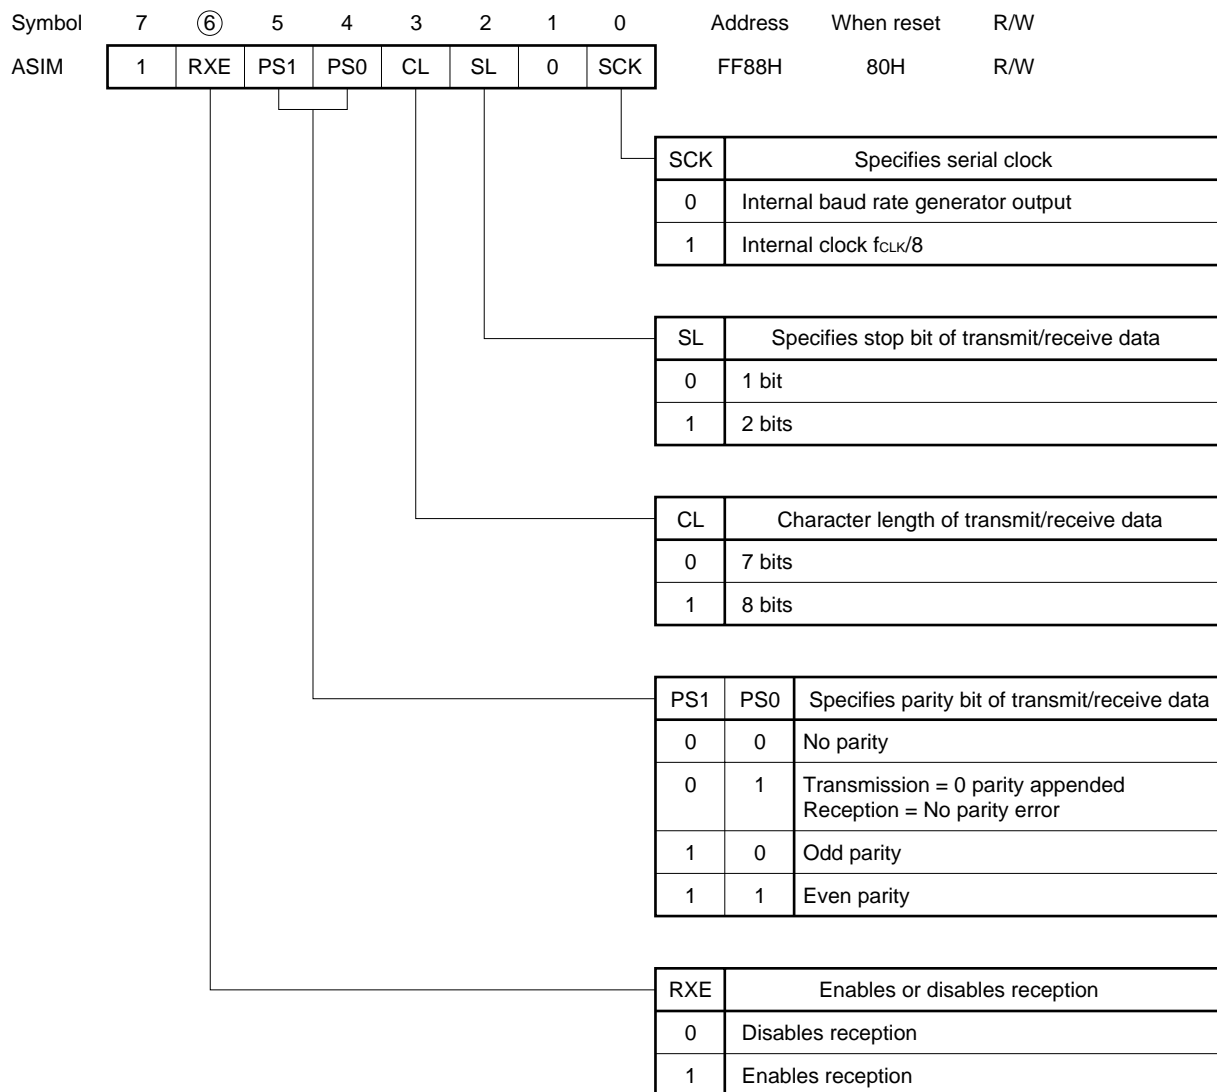 Symbol 7 ⑥ 5 4 3 2 1 0 Address When reset R/W
ASIM 1 RXE PS1 PS0 CL SL 0 SCK FF88H 80H R/W
SCK Specifies serial clock
0 Internal baud rate generator output
1 Internal clock fCLK/8
SL Specifies stop bit of transmit/receive data
0 1 bit
1 2 bits
CL Character length of transmit/receive data
0 7 bits
1 8 bits
PS1 PS0 Specifies parity bit of transmit/receive data
0 0 No parity
0 1 Transmission = 0 parity appended
Reception = No parity error
1 0 Odd parity
1 1 Even parity
RXE Enables or disables reception
0 Disables reception
1 Enables reception